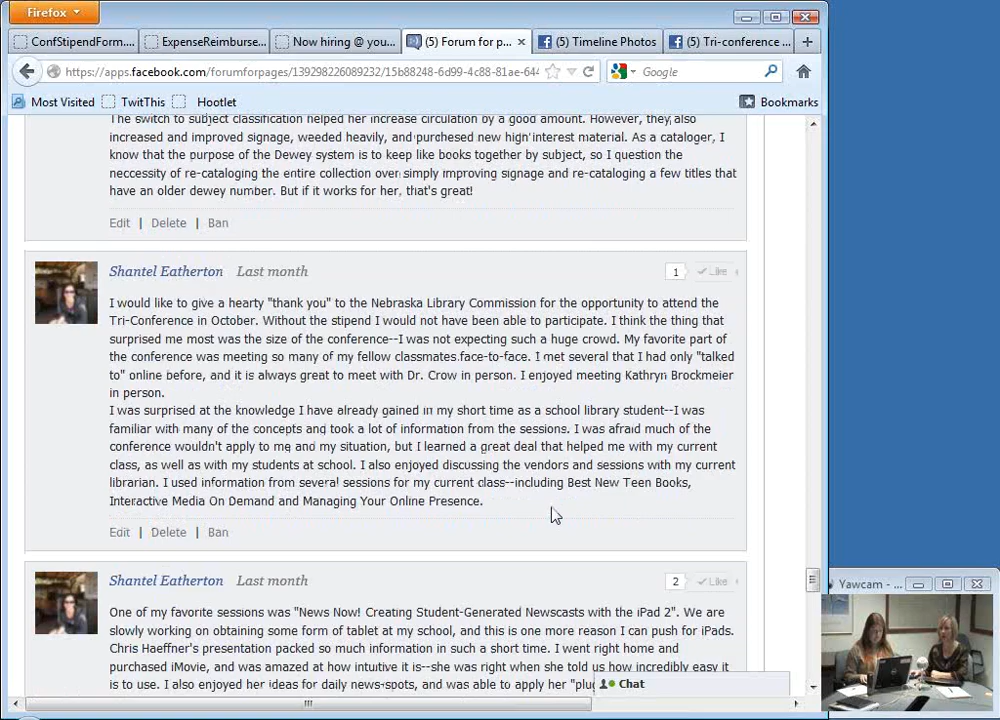 Firefox
ConfStipendForm....
ExpenseReimburse...
Now hiring @ you...
(5) Forum for p...
(5) Timeline Photos
(5) Tri-conference ...
https://apps.facebook.com/forumforpages/139298226089232/15b88248-6d99-4c88-81ae-644
Google
Most Visited
TwitThis
Hootlet
Bookmarks
The switch to subject classification helped her increase circulation by a good amount. However, they also
increased and improved signage, weeded heavily, and purchesed new high interest material. As a cataloger, I
know that the purpose of the Dewey system is to keep like books together by subject, so I question the
neccessity of re-cataloging the entire collection over simply improving signage and re-cataloging a few titles that
have an older dewey number. But if it works for her, that's great!
Edit | Delete | Ban
Shantel Eatherton Last month
1 Like
I would like to give a hearty "thank you" to the Nebraska Library Commission for the opportunity to attend the
Tri-Conference in October. Without the stipend I would not have been able to participate. I think the thing that
surprised me most was the size of the conference--I was not expecting such a huge crowd. My favorite part of
the conference was meeting so many of my fellow classmates face-to-face. I met several that I had only "talked
to" online before, and it is always great to meet with Dr. Crow in person. I enjoyed meeting Kathryn Brockmeier
in person.
I was surprised at the knowledge I have already gained in my short time as a school library student--I was
familiar with many of the concepts and took a lot of information from the sessions. I was afraid much of the
conference wouldn't apply to me and my situation, but I learned a great deal that helped me with my current
class, as well as with my students at school. I also enjoyed discussing the vendors and sessions with my current
librarian. I used information from several sessions for my current class--including Best New Teen Books,
Interactive Media On Demand and Managing Your Online Presence.
Edit | Delete | Ban
Shantel Eatherton Last month
2 Like
One of my favorite sessions was "News Now! Creating Student-Generated Newscasts with the iPad 2". We are
slowly working on obtaining some form of tablet at my school, and this is one more reason I can push for iPads.
Chris Haeffner's presentation packed so much information in such a short time. I went right home and
purchased iMovie, and was amazed at how intuitive it is--she was right when she told us how incredibly easy it
is to use. I also enjoyed her ideas for daily news-spots, and was able to apply her "plug
Chat
Yawcam - ...